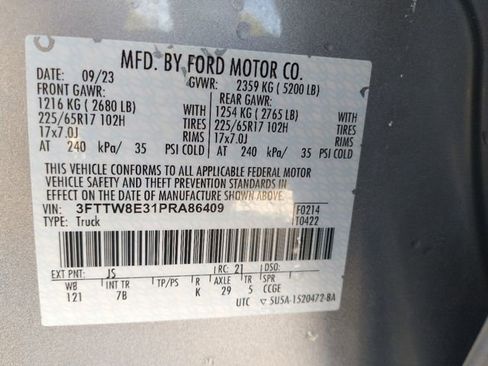 MFD. BY FORD MOTOR CO.
DATE: 09/23 GVWR: 2359 KG (5200 LB)
FRONT GAWR: REAR GAWR:
1216 KG (2680 LB) 1254 KG (2765 LB)
225/65R17 102H TIRES 225/65R17 102H TIRES
17x7.0J RIMS 17x7.0J RIMS
AT 240 kPa/ 35 PSI COLD AT 240 kPa/ 35 PSI COLD
THIS VEHICLE CONFORMS TO ALL APPLICABLE FEDERAL MOTOR
VEHICLE SAFETY AND THEFT PREVENTION STANDARDS IN
EFFECT ON THE DATE OF MANUFACTURE SHOWN ABOVE.
VIN: 3FTTW8E31PRA86409 F0214
TYPE: Truck T0422
EXT PNT: JS RC: 21 DSO:
WB INT TR TP/PS R AXLE TR SPR
121 7B K 29 5 CCGE
UTC 5U5A-1520472-BA